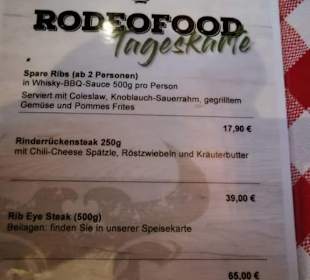 RODEOFOOD
Tageskarte
Spare Ribs (ab 2 Personen)
in Whisky-BBQ-Sauce 500g pro Person
Serviert mit Coleslaw, Knoblauch-Sauerrahm, gegrilltem
Gemüse und Pommes Frites
17,90 €
Rinderrückensteak 250g
mit Chili-Cheese Spätzle, Röstzwiebeln und Kräuterbutter
39,00 €
Rib Eye Steak (500g)
Beilagen: finden Sie in unserer Speisekarte
65,00 €